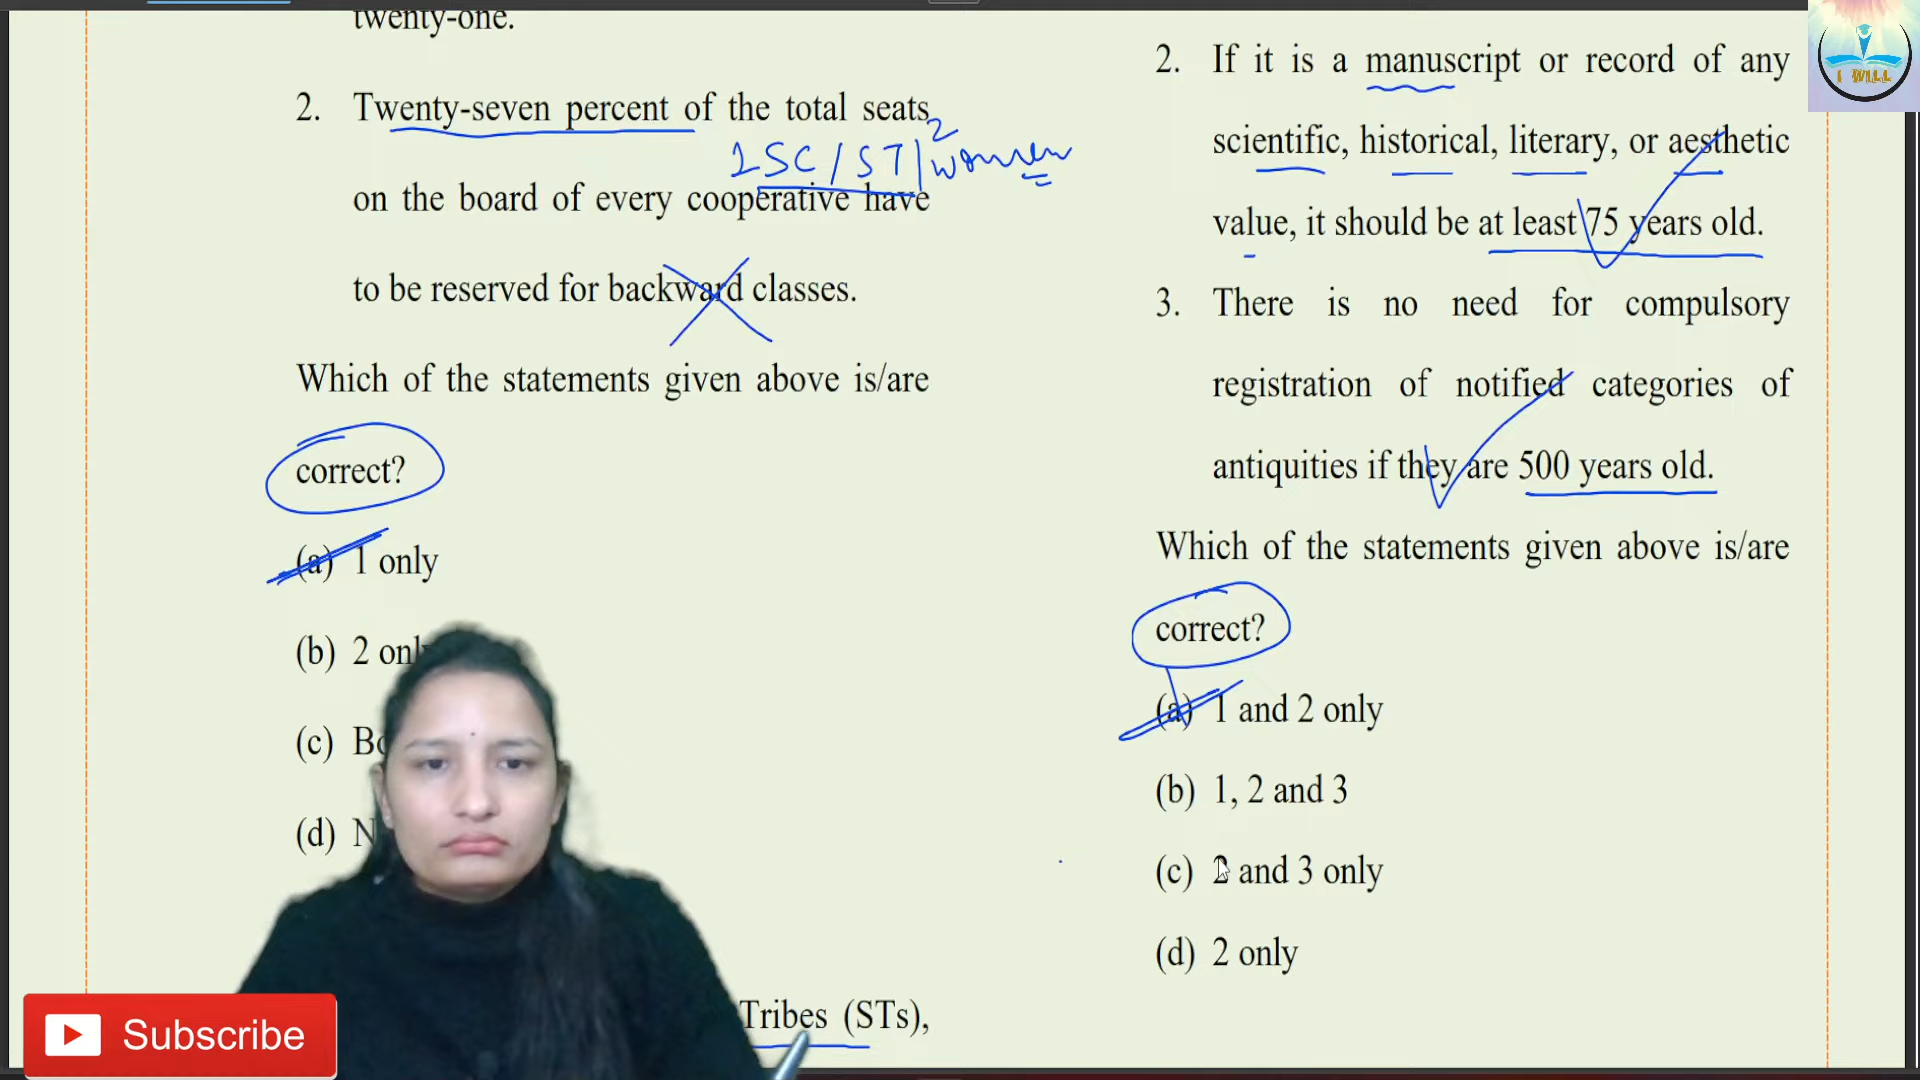 twenty-one.
2. Twenty-seven percent of the total seats
1 SC / ST | 2 women
on the board of every cooperative have
to be reserved for backward classes.
Which of the statements given above is/are
correct?
(a) 1 only
(b) 2 only
(c) Bo
(d) N
Tribes (STs),
Subscribe
2. If it is a manuscript or record of any
scientific, historical, literary, or aesthetic
value, it should be at least 75 years old.
3. There is no need for compulsory
registration of notified categories of
antiquities if they are 500 years old.
Which of the statements given above is/are
correct?
(a) 1 and 2 only
(b) 1, 2 and 3
(c) 2 and 3 only
(d) 2 only
I WILL